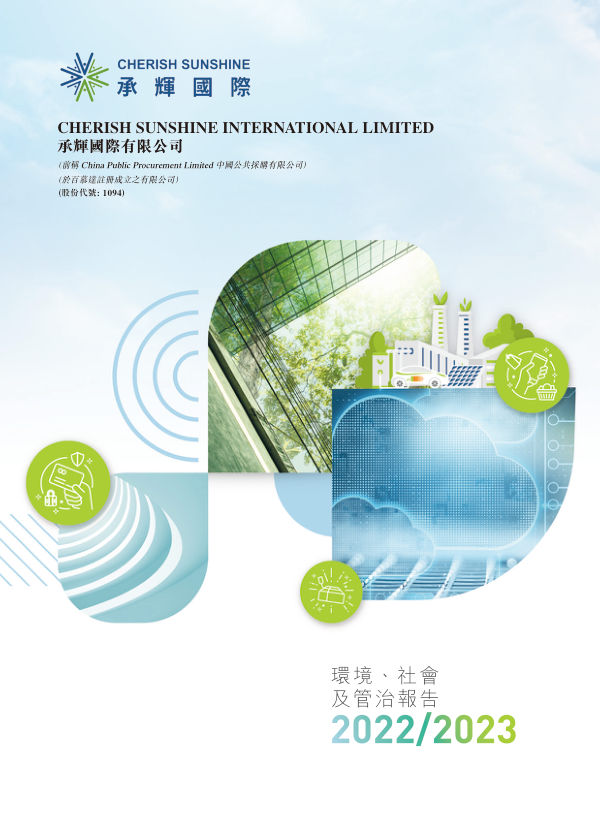 CHERISH SUNSHINE
承輝國際
CHERISH SUNSHINE INTERNATIONAL LIMITED
承輝國際有限公司
(前稱 China Public Procurement Limited 中國公共採購有限公司)
(於百慕達註冊成立之有限公司)
(股份代號: 1094)
環境、社會
及管治報告
2022/2023